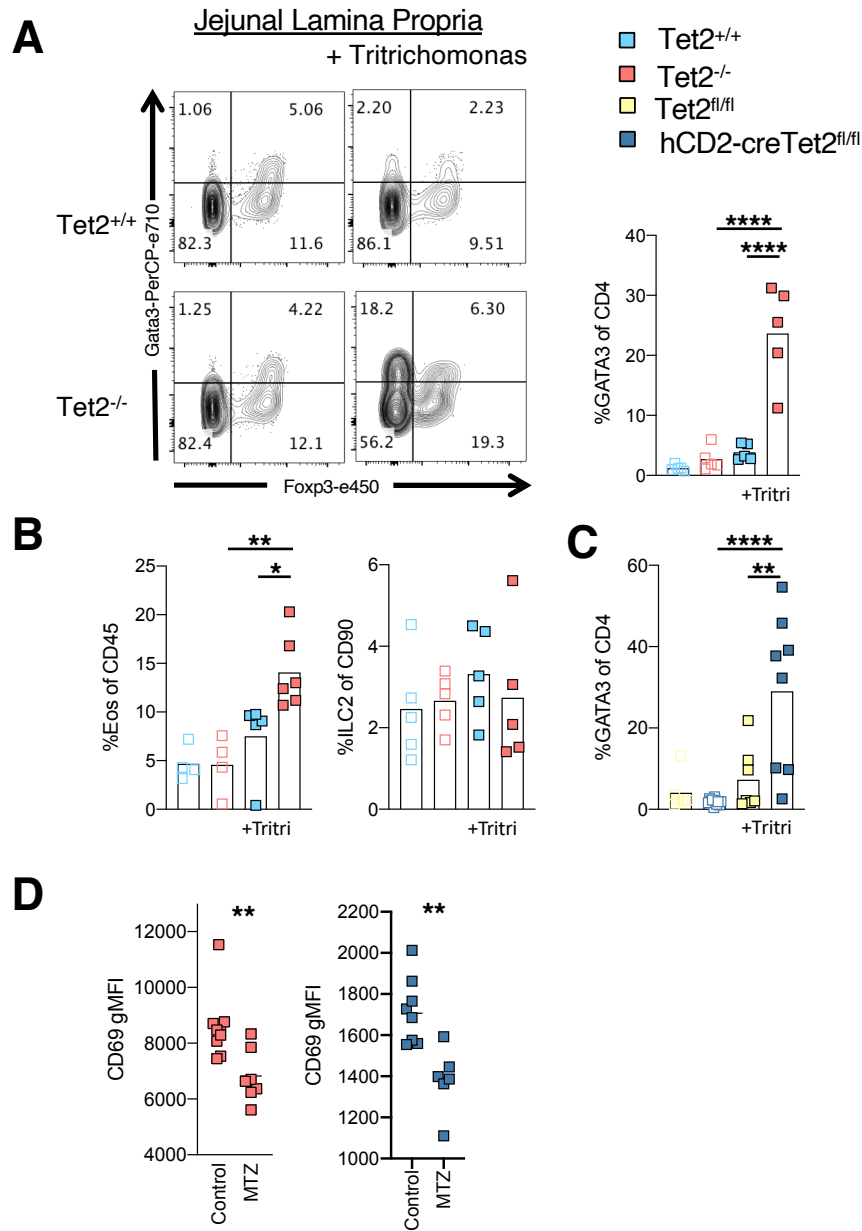 A
Jejunal Lamina Propria
+ Tritrichomonas
Tet2+/+
Tet2-/-
Tet2fl/fl
hCD2-creTet2fl/fl
Gata3-PerCP-e710
Tet2+/+
1.06 5.06
82.3 11.6
2.20 2.23
86.1 9.51
Tet2-/-
1.25 4.22
82.4 12.1
18.2 6.30
56.2 19.3
Foxp3-e450
%GATA3 of CD4
40
30
20
10
0
****
****
+Tritri
B
%Eos of CD45
25
20
15
10
5
0
**
*
+Tritri
%ILC2 of CD90
6
4
2
0
+Tritri
C
%GATA3 of CD4
60
40
20
0
****
**
+Tritri
D
CD69 gMFI
12000
10000
8000
6000
4000
**
Control
MTZ
CD69 gMFI
2200
2000
1800
1600
1400
1200
1000
**
Control
MTZ